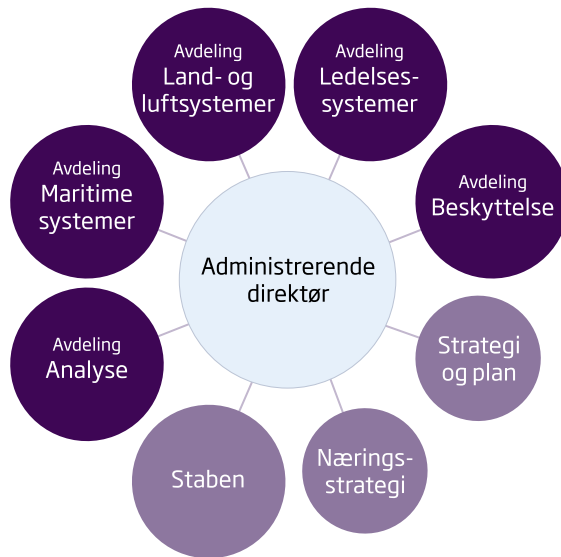 Avdeling
Land- og
luftsystemer
Avdeling
Ledelses-
systemer
Avdeling
Maritime
systemer
Avdeling
Beskyttelse
Administrerende
direktør
Avdeling
Analyse
Strategi
og plan
Staben
Nærings-
strategi